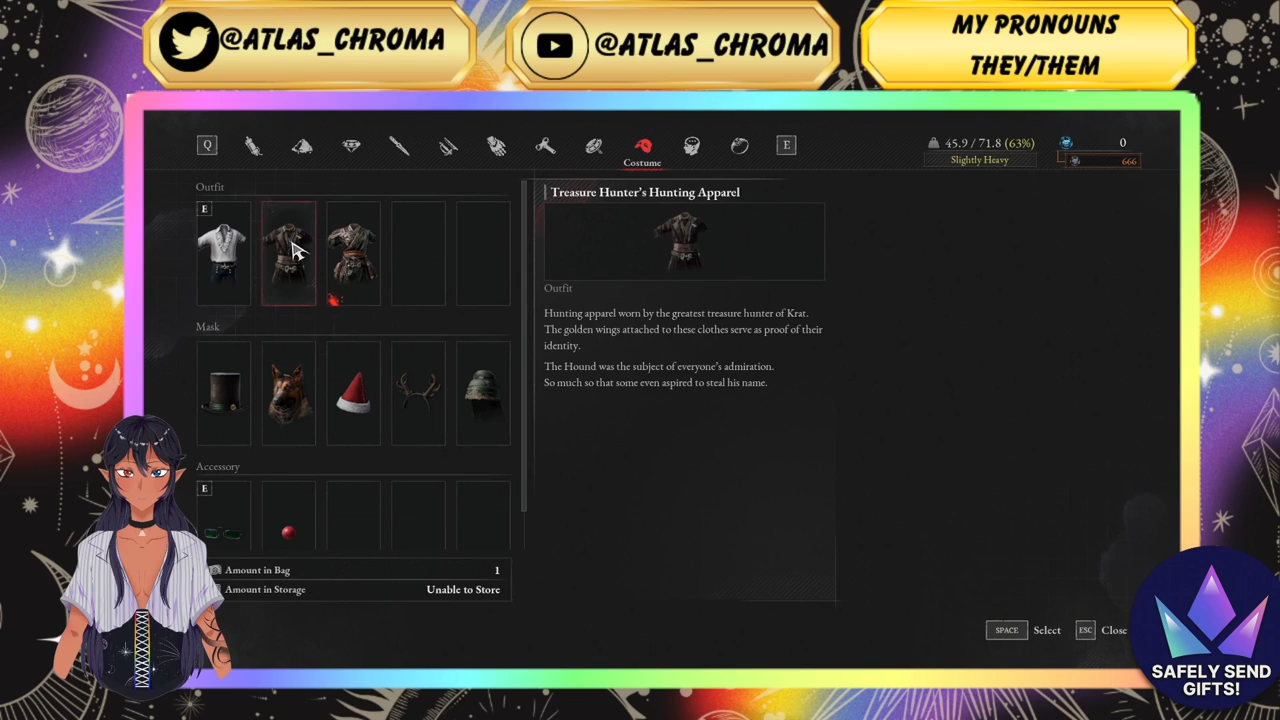 @ATLAS_CHROMA
@ATLAS_CHROMA
MY PRONOUNS
THEY/THEM
Q
E
45.9 / 71.8 (63%)
0
Costume
Slightly Heavy
666
Outfit
E
Treasure Hunter's Hunting Apparel
Outfit
Hunting apparel worn by the greatest treasure hunter of Krat.
The golden wings attached to these clothes serve as proof of their
identity.
The Hound was the subject of everyone's admiration.
So much so that some even aspired to steal his name.
Mask
Accessory
E
Amount in Bag 1
Amount in Storage Unable to Store
SPACE Select ESC Close
SAFELY SEND
GIFTS!